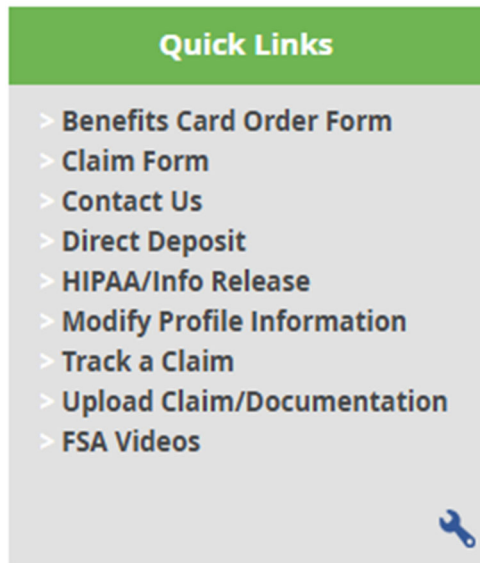 Quick Links
> Benefits Card Order Form
> Claim Form
> Contact Us
> Direct Deposit
> HIPAA/Info Release
> Modify Profile Information
> Track a Claim
> Upload Claim/Documentation
> FSA Videos